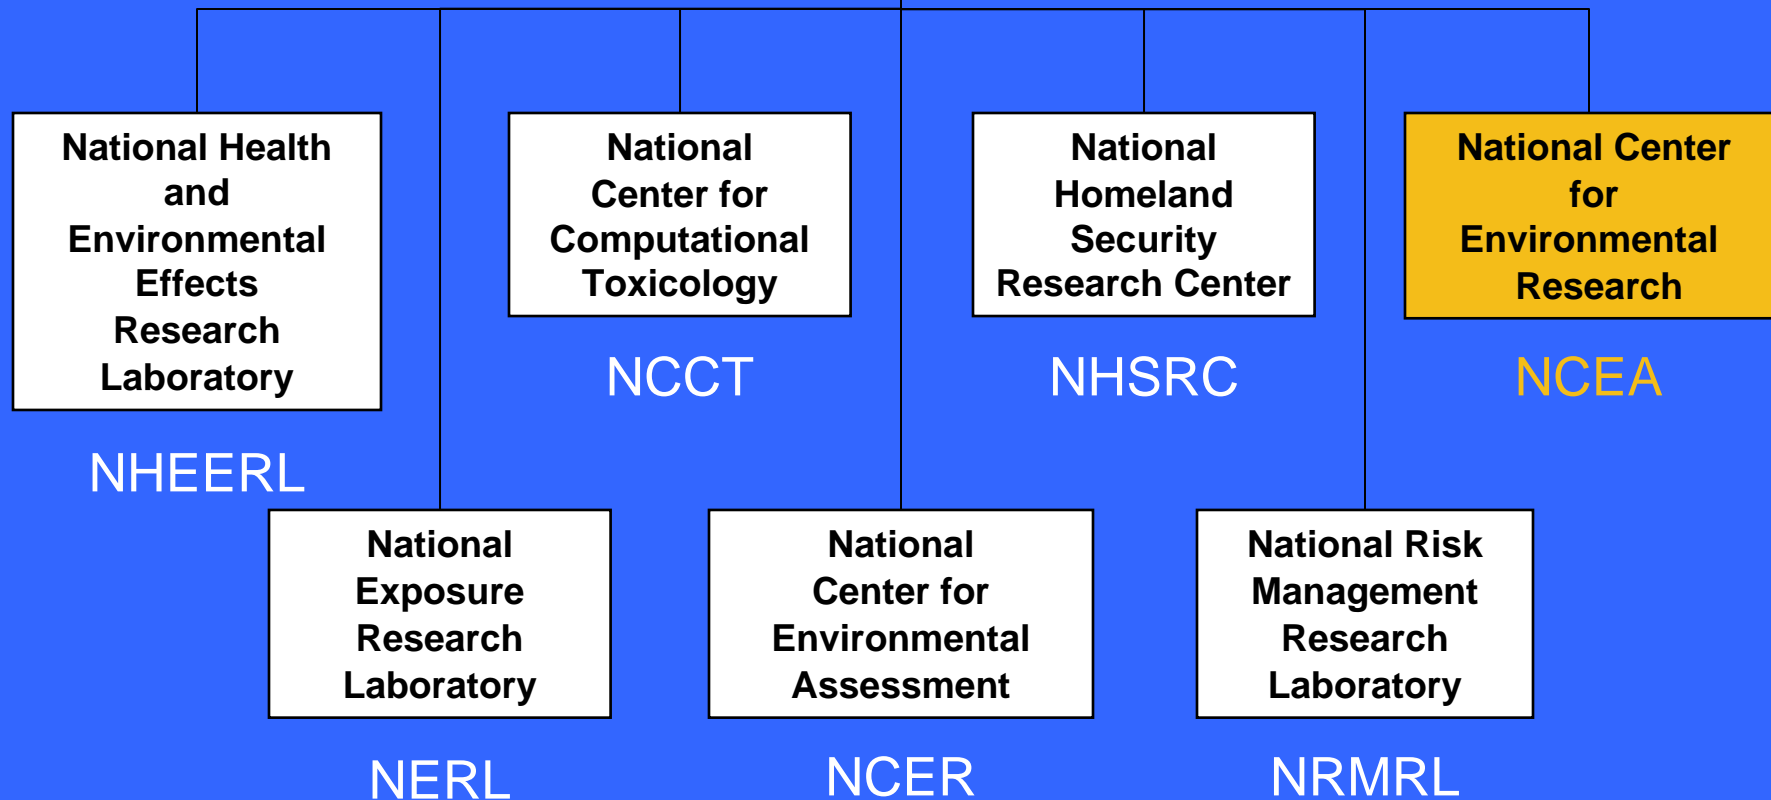 National Health
and
Environmental
Effects
Research
Laboratory
NHEERL
National
Center for
Computational
Toxicology
NCCT
National
Homeland
Security
Research Center
NHSRC
National Center
for
Environmental
Research
NCEA
National
Exposure
Research
Laboratory
NERL
National
Center for
Environmental
Assessment
NCER
National Risk
Management
Research
Laboratory
NRMRL